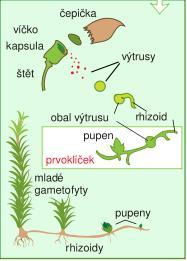 čepička
víčko
kapsula
štět
výtrusy
obal výtrusu
rhizoid
pupen
prvoklíček
mladé
gametofyty
pupeny
rhizoidy